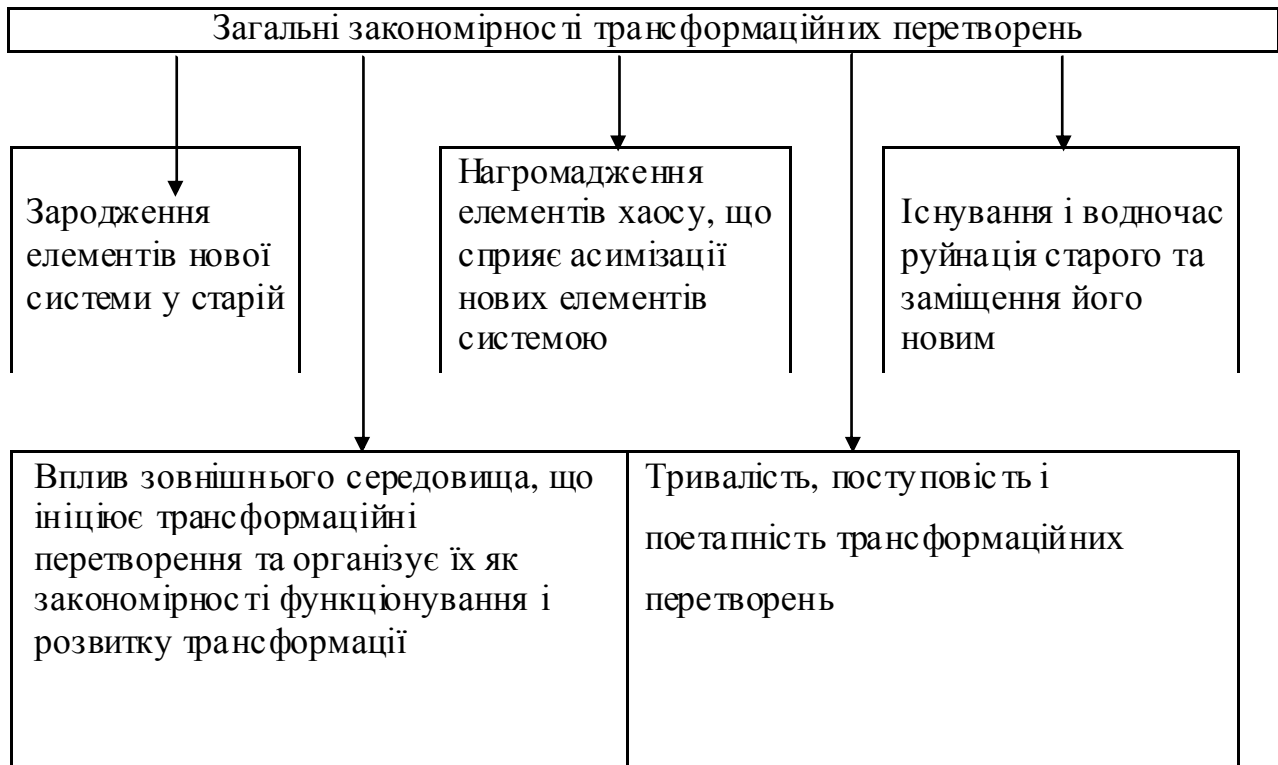 Загальні закономірності трансформаційних перетворень
Зародження
елементів нової
системи у старій
Нагромадження
елементів хаосу, що
сприяє асимізації
нових елементів
системою
Існування і водночас
руйнація старого та
заміщення його
новим
Вплив зовнішнього середовища, що
ініціює трансформаційні
перетворення та організує їх як
закономірності функціонування і
розвитку трансформації
Тривалість, поступовість і
поетапність трансформаційних
перетворень